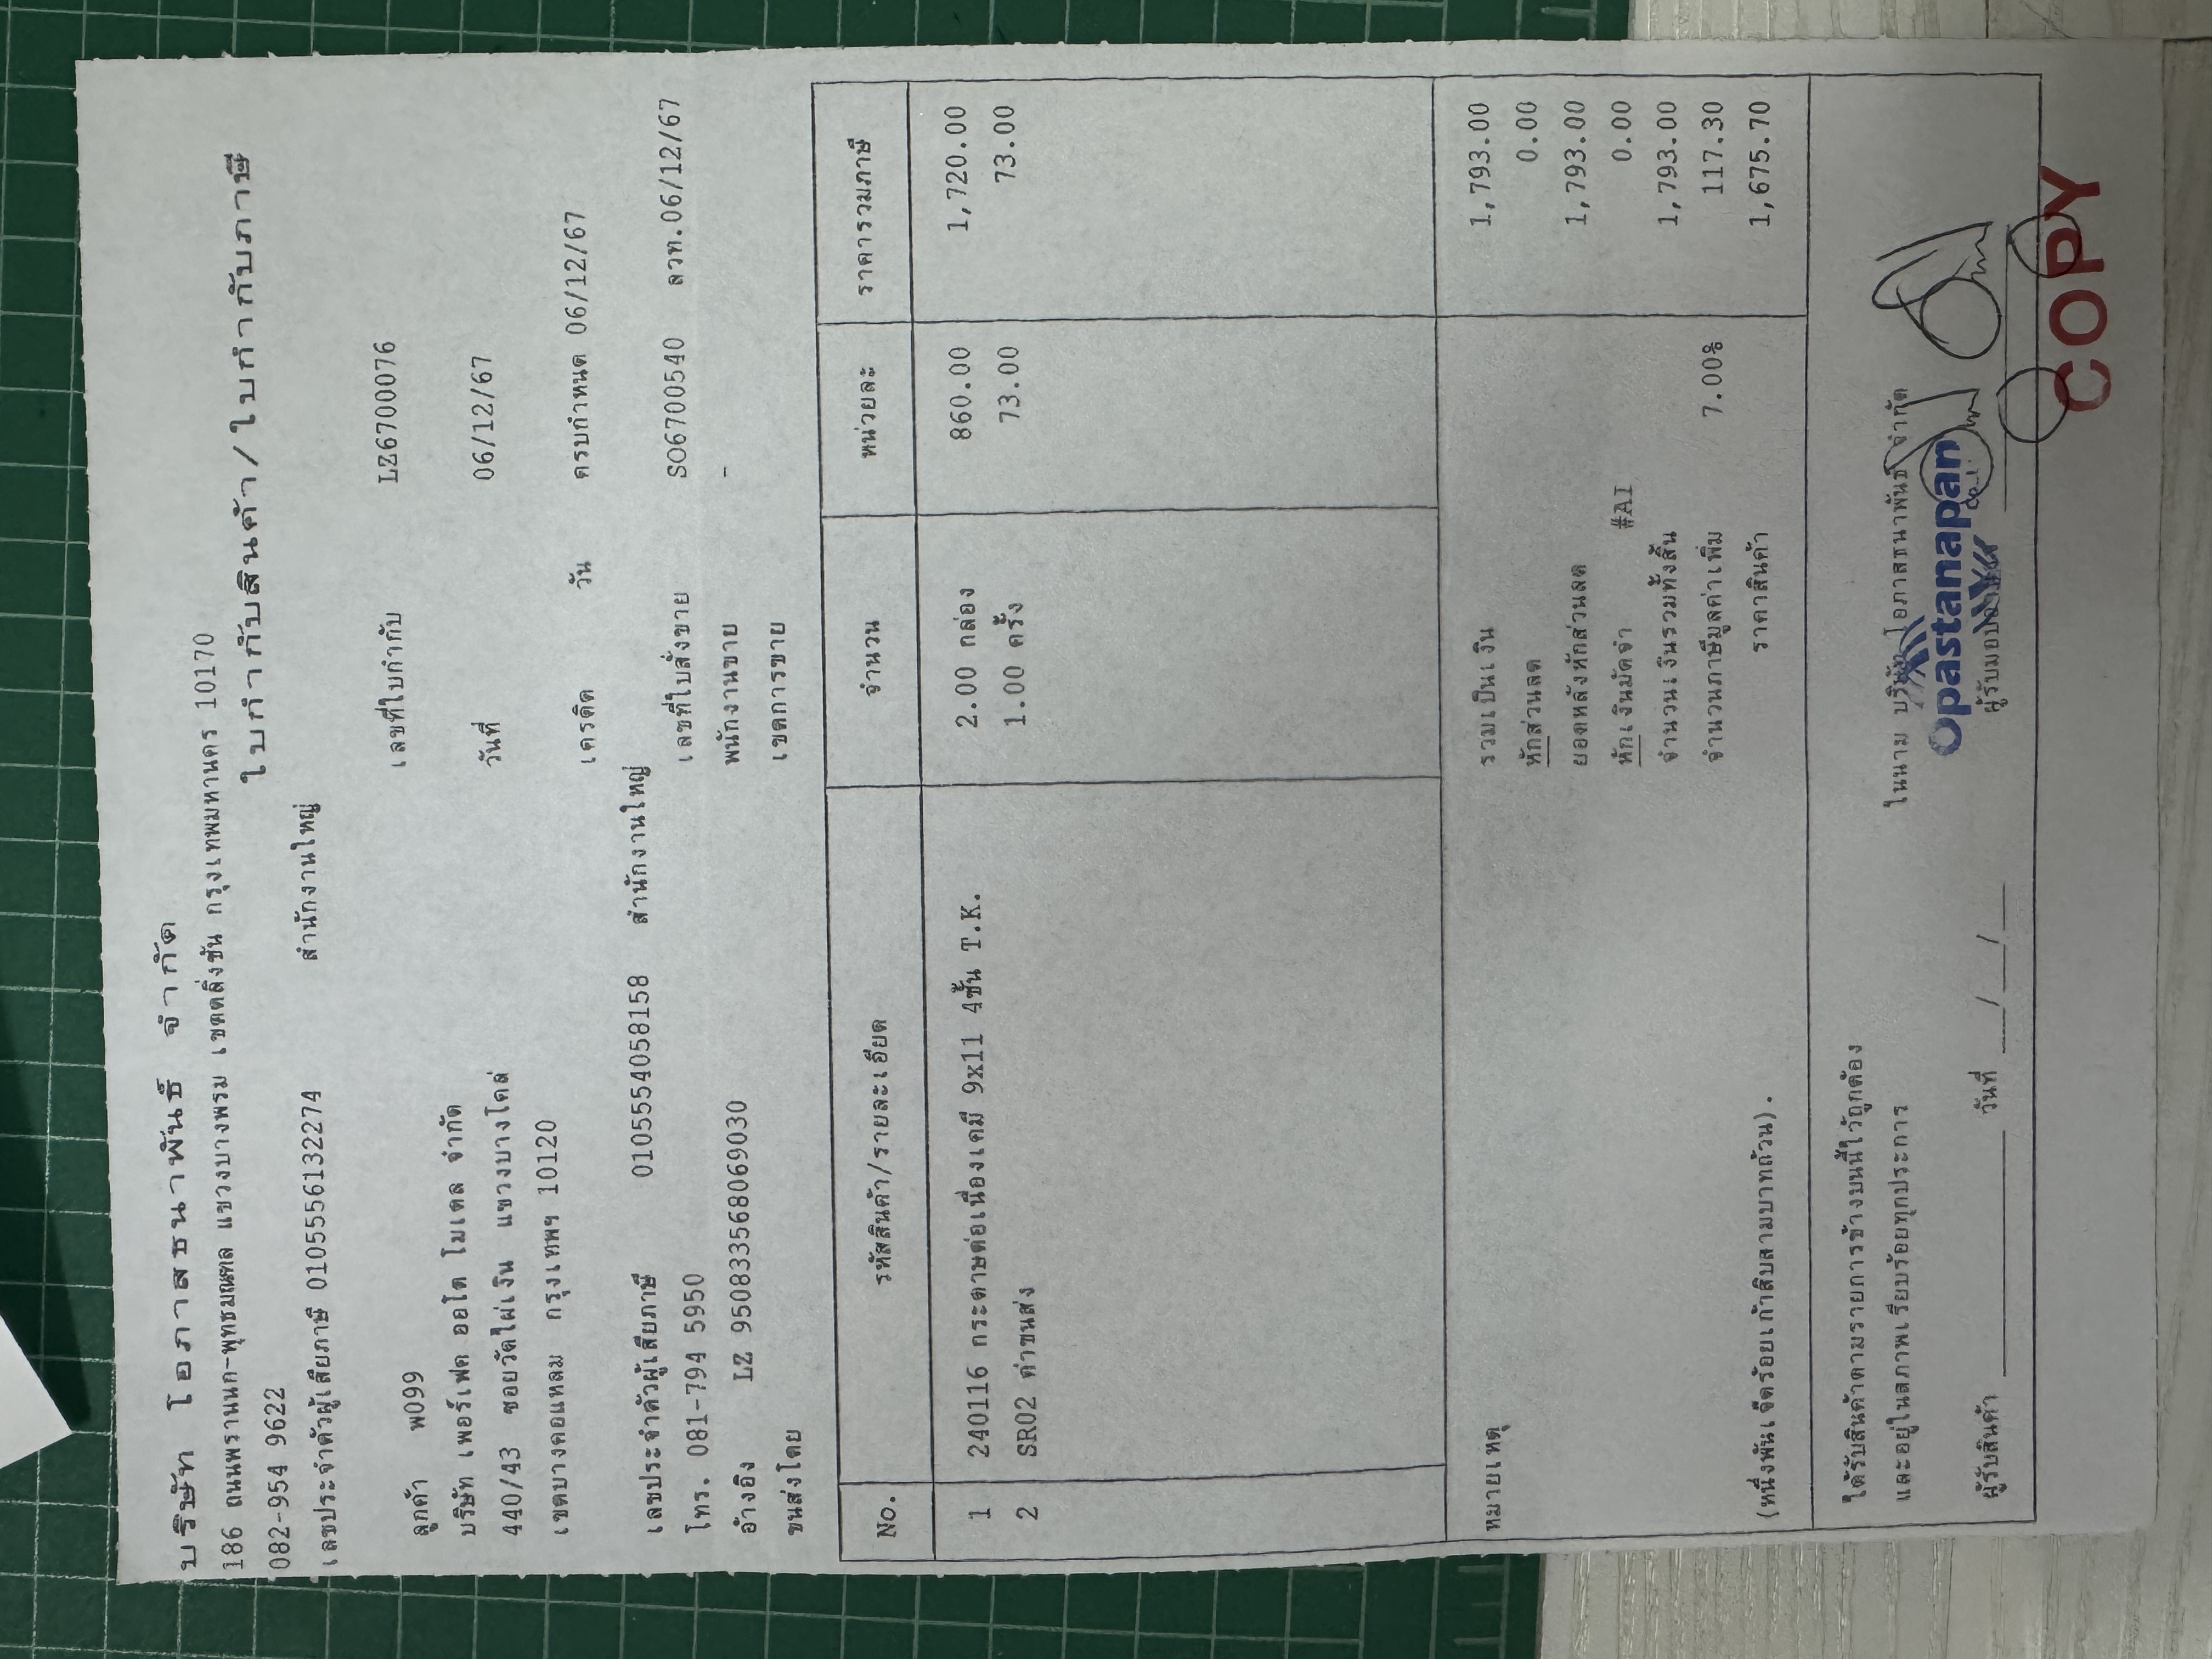 บริษัท โอภาสธนาพันธ์ จำกัด
186 ถนนพรานนก-พุทธมณฑล แขวงบางพรม เขตตลิ่งชัน กรุงเทพมหานคร 10170
ใบกำกับสินค้า/ใบกำกับภาษี
082-954 9622
เลขประจำตัวผู้เสียภาษี 0105556132274 สำนักงานใหญ่
ลูกค้า พ099
เลขที่ใบกำกับ LZ6700076
บริษัท เพอร์เฟค ออโต โมเดล จำกัด
440/43 ซอยวัดไผ่เงิน แขวงบางโคล่
วันที่ 06/12/67
เขตบางคอแหลม กรุงเทพฯ 10120
เครดิต วัน ครบกำหนด 06/12/67
เลขประจำตัวผู้เสียภาษี 0105554058158 สำนักงานใหญ่
โทร. 081-794 5950
เลขที่ใบสั่งขาย SO6700540 ลวท.06/12/67
อ้างอิง LZ 950833568069030
พนักงานขาย -
ขนส่งโดย
เขตการขาย
No. รหัสสินค้า/รายละเอียด จำนวน หน่วยละ ราคารวมภาษี
1 240116 กระดาษต่อเนื่องเคมี 9x11 4ชั้น T.K. 2.00 กล่อง 860.00 1,720.00
2 SR02 ค่าขนส่ง 1.00 ครั้ง 73.00 73.00
หมายเหตุ รวมเป็นเงิน 1,793.00
หักส่วนลด 0.00
ยอดหลังหักส่วนลด 1,793.00
หักเงินมัดจำ #AI 0.00
จำนวนเงินรวมทั้งสิ้น 1,793.00
จำนวนภาษีมูลค่าเพิ่ม 7.00% 117.30
(หนึ่งพันเจ็ดร้อยเก้าสิบสามบาทถ้วน). ราคาสินค้า 1,675.70
ได้รับสินค้าตามรายการข้างบนนี้ไว้ถูกต้อง
และอยู่ในสภาพเรียบร้อยทุกประการ
ในนาม บริษัท โอภาสธนาพันธ์ จำกัด
Opastanapan
ผู้รับสินค้า วันที่ __/__/__ ผู้รับมอบอำนาจ
COPY